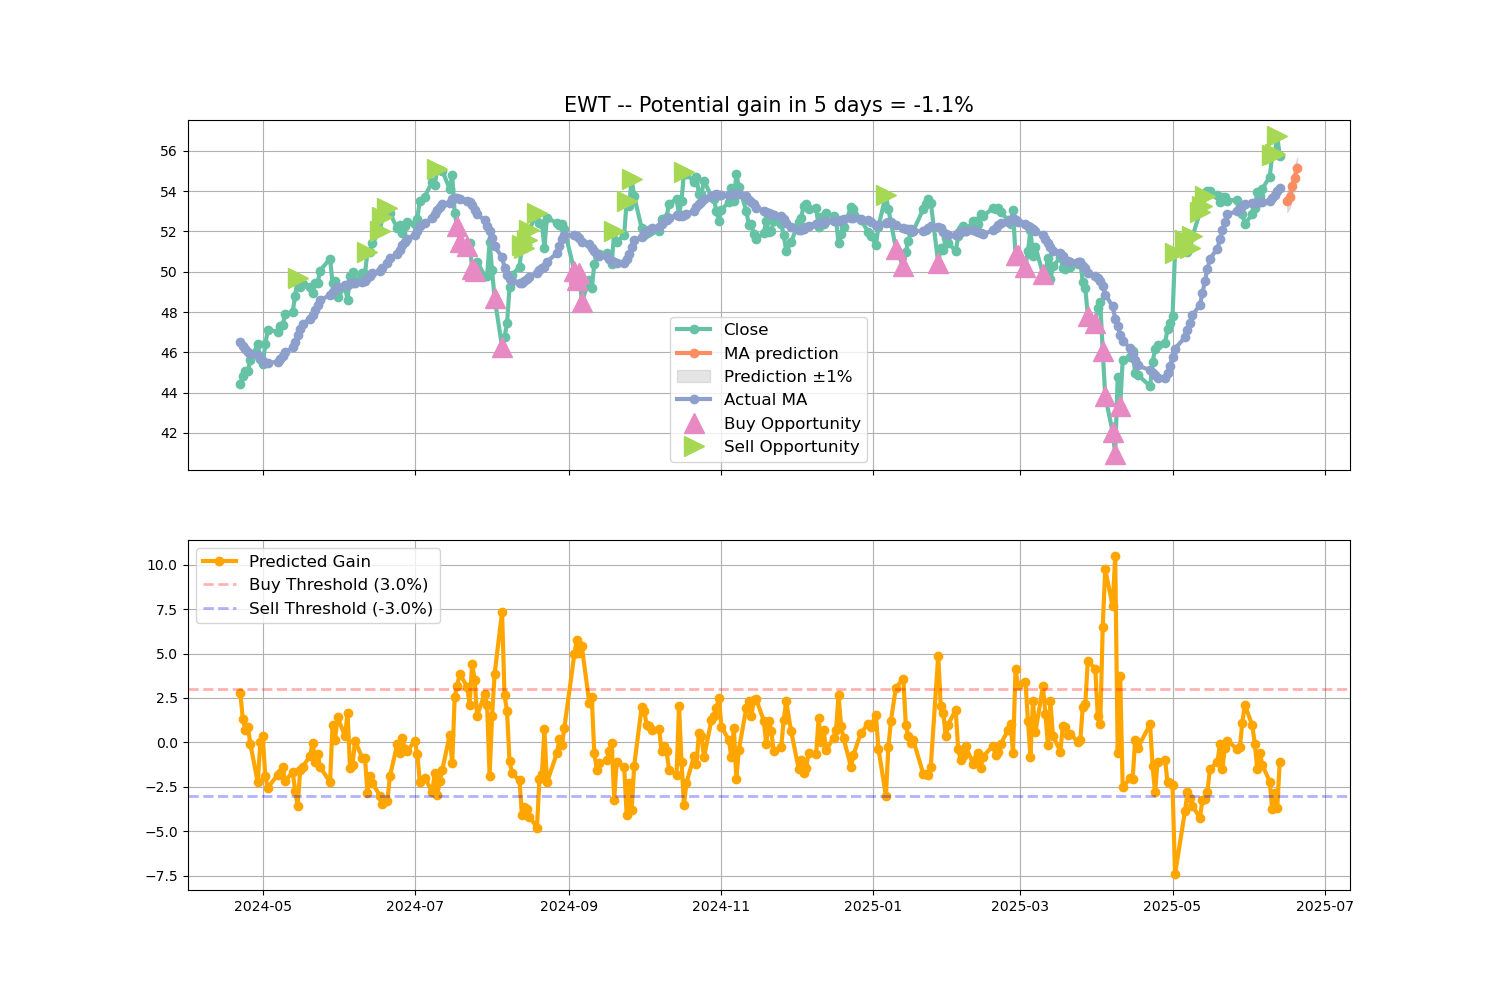 EWT -- Potential gain in 5 days = -1.1%
56
54
52
50
48
46
44
42
Close
MA prediction
Prediction ±1%
Actual MA
Buy Opportunity
Sell Opportunity
10.0
7.5
5.0
2.5
0.0
−2.5
−5.0
−7.5
Predicted Gain
Buy Threshold (3.0%)
Sell Threshold (-3.0%)
2024-05
2024-07
2024-09
2024-11
2025-01
2025-03
2025-05
2025-07